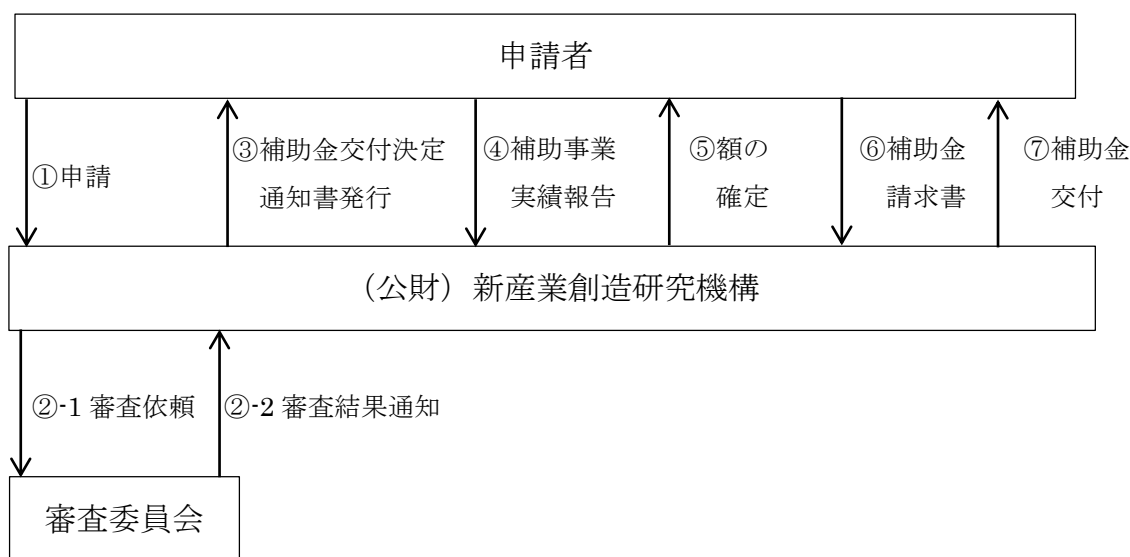 申請者
①申請
③補助金交付決定
通知書発行
④補助事業
実績報告
⑤額の
確定
⑥補助金
請求書
⑦補助金
交付
（公財）新産業創造研究機構
②-1 審査依頼
②-2 審査結果通知
審査委員会